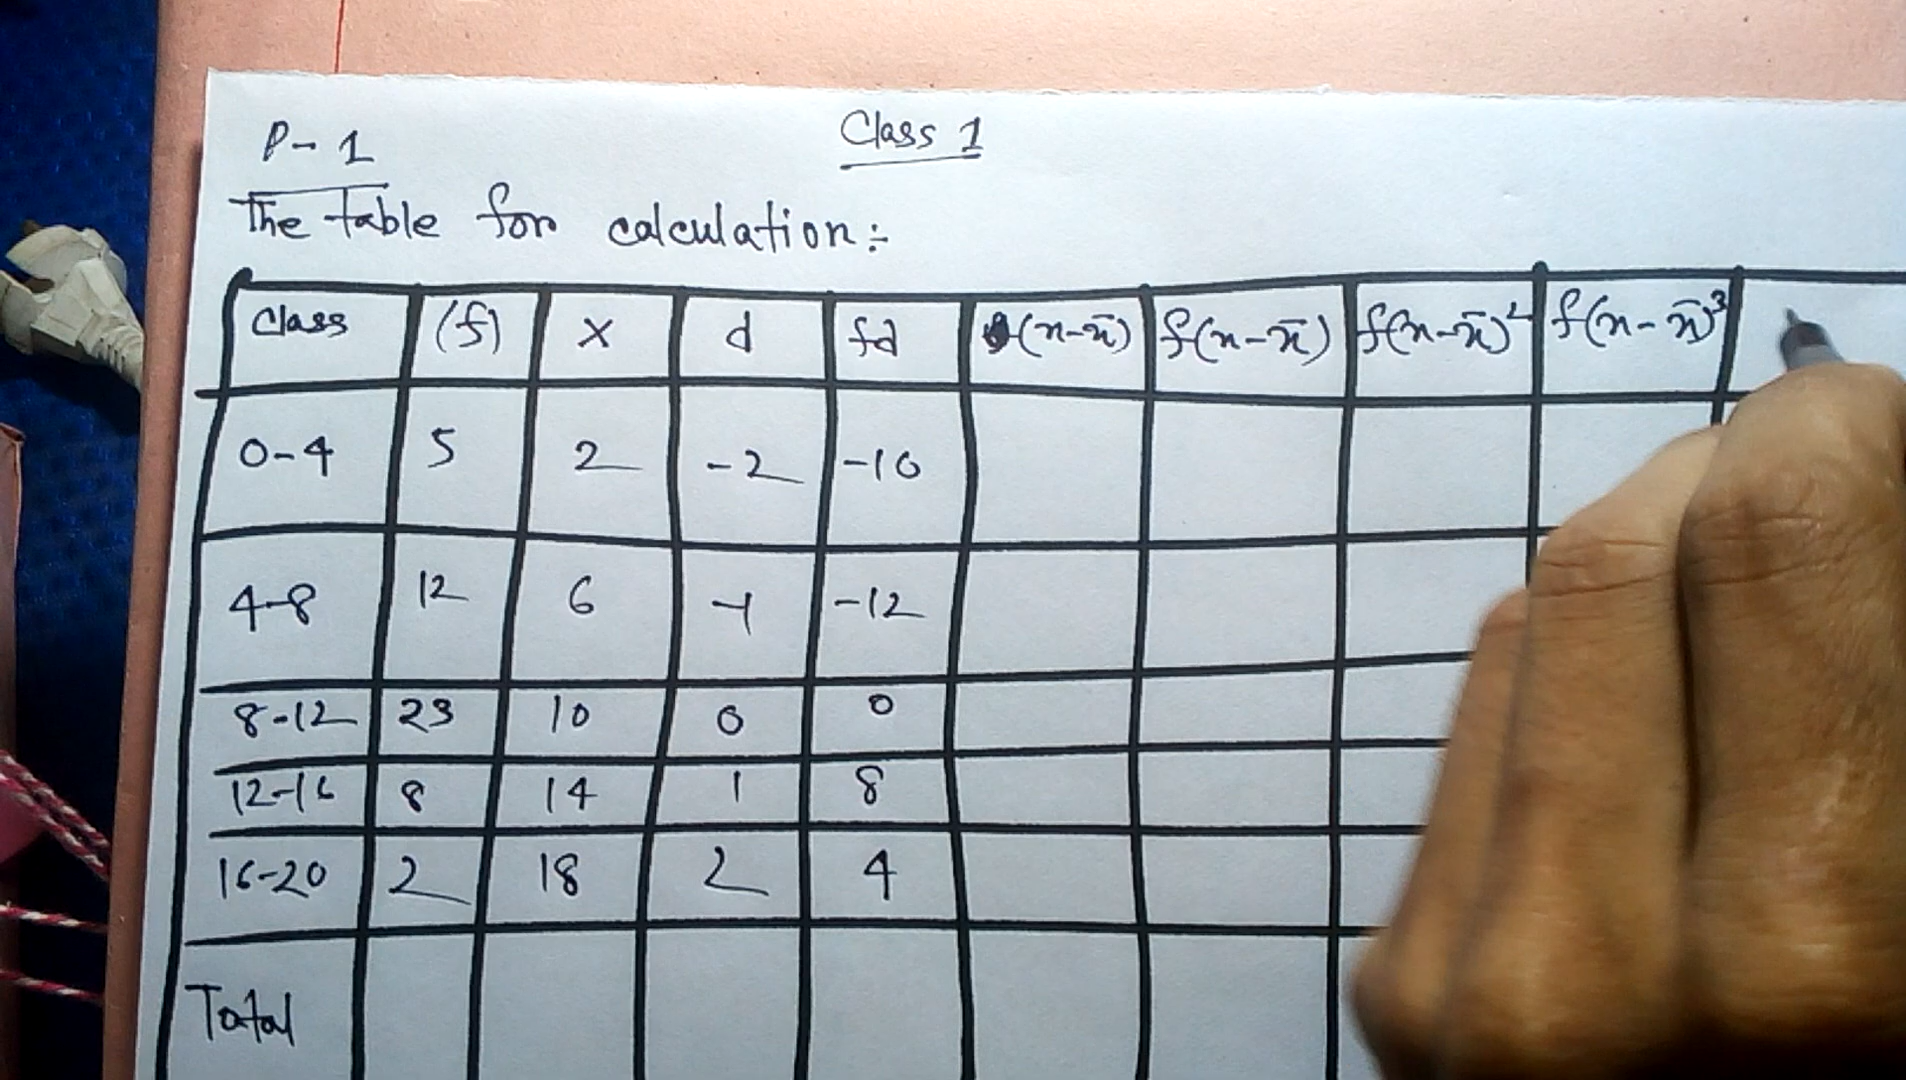 P-1
Class 1
The table for calculation:-
Class (f) X d fd (x-x̄) f(x-x̄) f(x-x̄)² f(x-x̄)³
0-4 5 2 -2 -10
4-8 12 6 -1 -12
8-12 23 10 0 0
12-16 8 14 1 8
16-20 2 18 2 4
Total